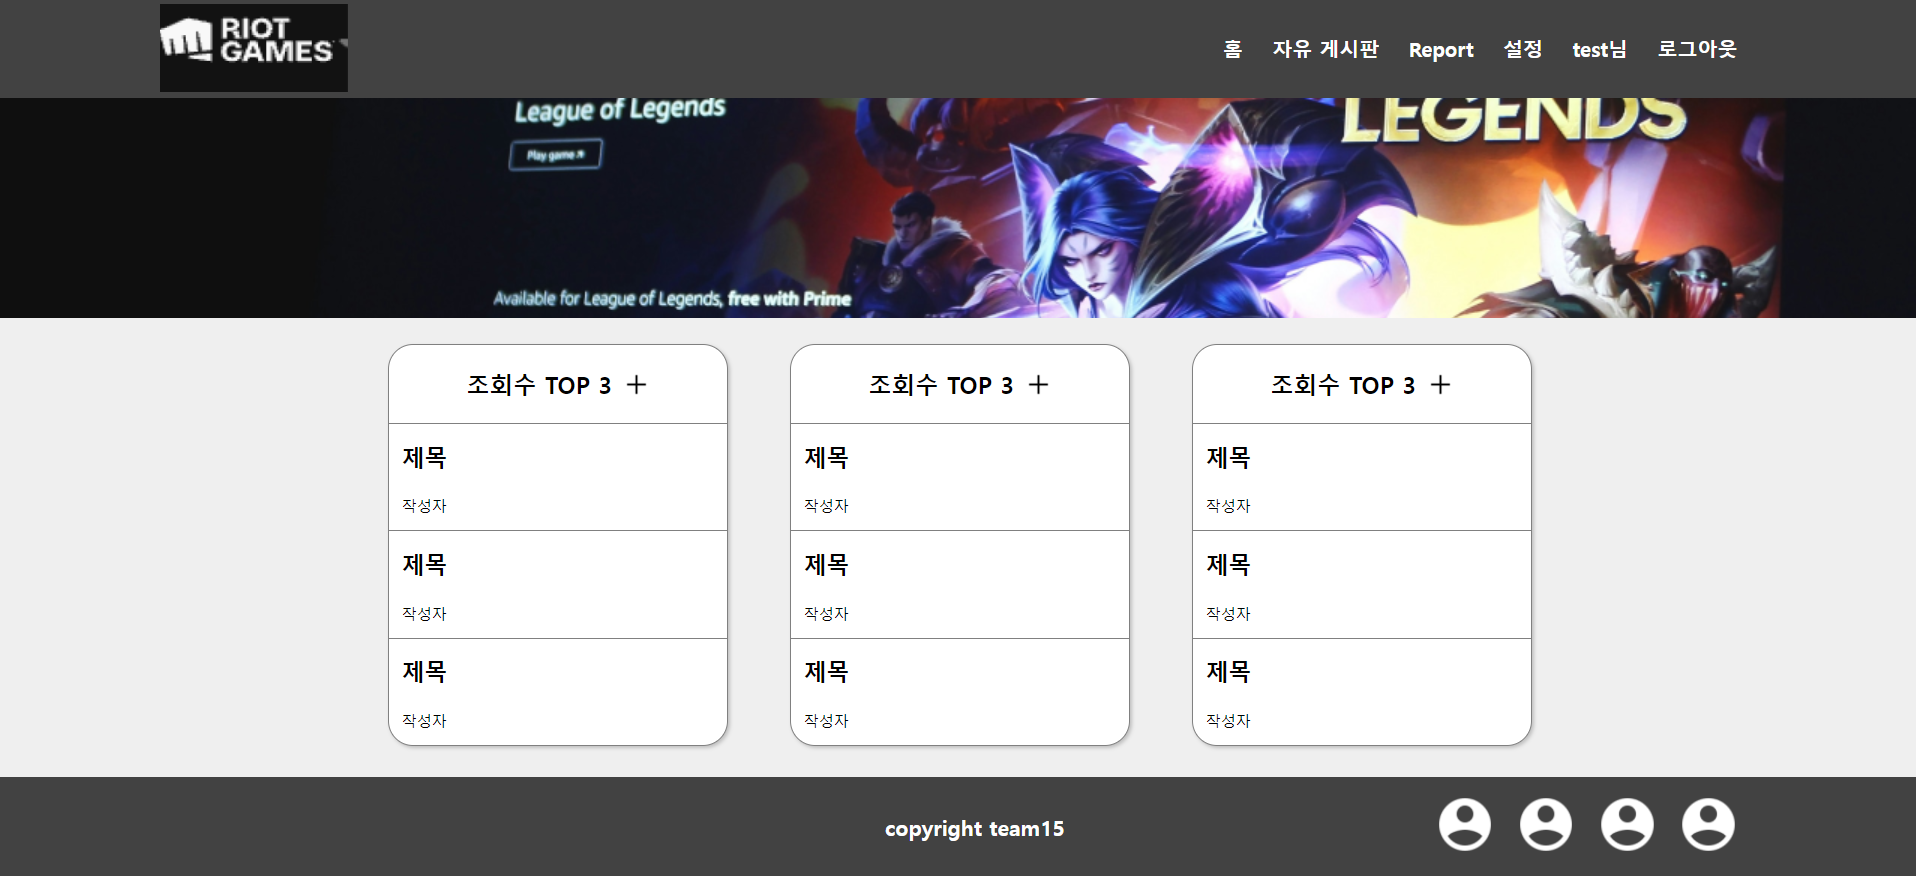 RIOT
GAMES
홈 자유 게시판 Report 설정 test님 로그아웃
League of Legends
LEGENDS
Play game
Available for League of Legends, free with Prime
조회수 TOP 3 +
제목
작성자
제목
작성자
제목
작성자
조회수 TOP 3 +
제목
작성자
제목
작성자
제목
작성자
조회수 TOP 3 +
제목
작성자
제목
작성자
제목
작성자
copyright team15